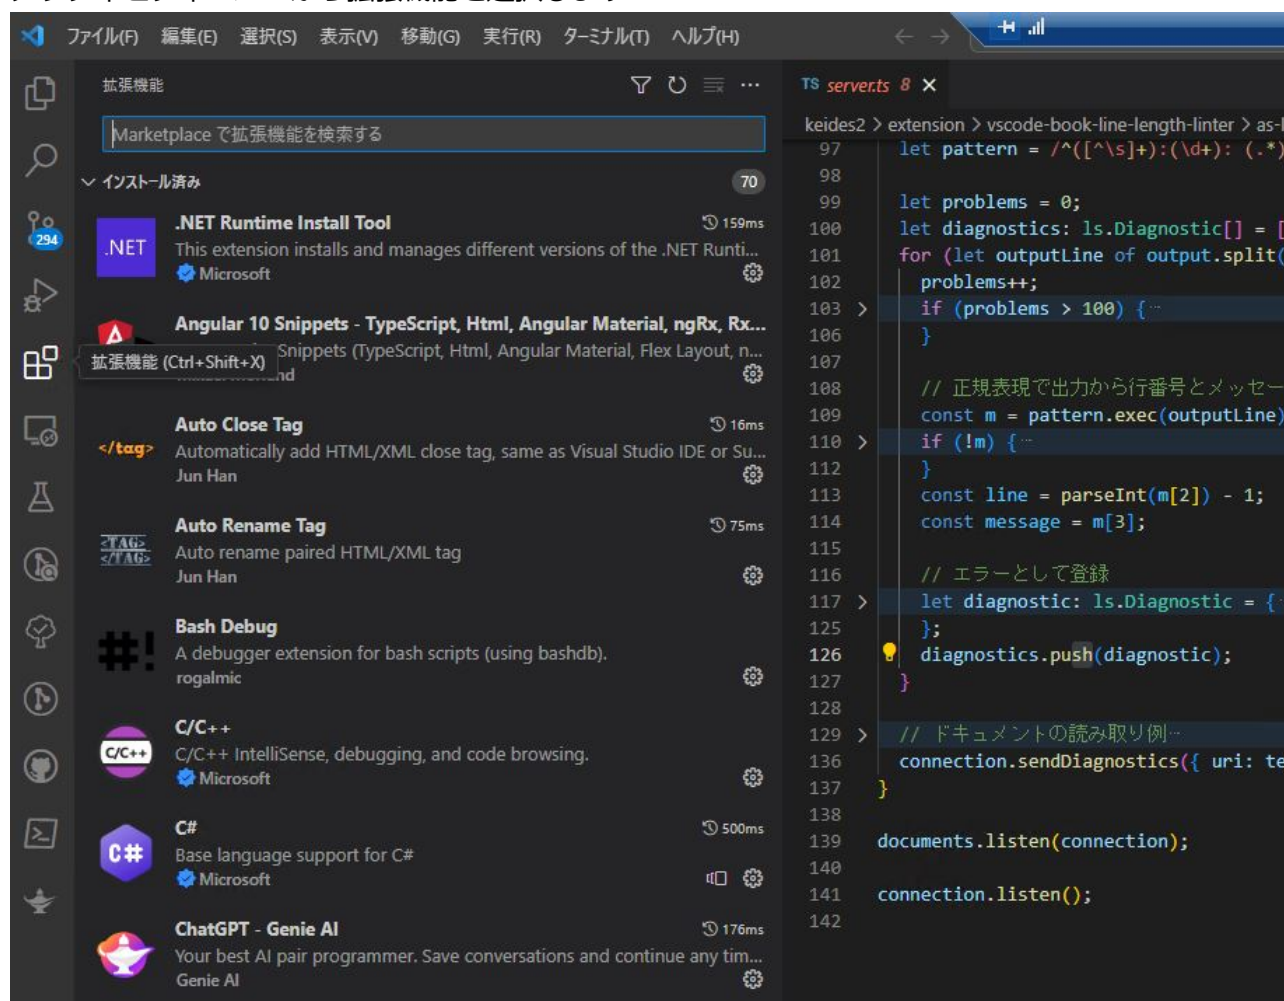 ファイル(F) 編集(E) 選択(S) 表示(V) 移動(G) 実行(R) ターミナル(T) ヘルプ(H)
拡張機能
Marketplace で拡張機能を検索する
インストール済み 70
.NET
.NET Runtime Install Tool 159ms
This extension installs and manages different versions of the .NET Runti...
Microsoft
294
Angular 10 Snippets - TypeScript, Html, Angular Material, ngRx, Rx...
Snippets (TypeScript, Html, Angular Material, Flex Layout, n...
拡張機能 (Ctrl+Shift+X)
</tag>
Auto Close Tag 16ms
Automatically add HTML/XML close tag, same as Visual Studio IDE or Su...
Jun Han
<TAG>
</TAG>
Auto Rename Tag 75ms
Auto rename paired HTML/XML tag
Jun Han
#!
Bash Debug
A debugger extension for bash scripts (using bashdb).
rogalmic
C/C++
C/C++
C/C++ IntelliSense, debugging, and code browsing.
Microsoft
C#
C# 500ms
Base language support for C#
Microsoft
ChatGPT - Genie AI 176ms
Your best AI pair programmer. Save conversations and continue any tim...
Genie AI
TS server.ts 8
keides2 > extension > vscode-book-line-length-linter > as-l
97 let pattern = /^([^\s]+):(\d+): (.*)
98
99 let problems = 0;
100 let diagnostics: ls.Diagnostic[] = [
101 for (let outputLine of output.split(
102 problems++;
103 if (problems > 100) {…
106 }
107
108 // 正規表現で出力から行番号とメッセー
109 const m = pattern.exec(outputLine)
110 if (!m) {…
112 }
113 const line = parseInt(m[2]) - 1;
114 const message = m[3];
115
116 // エラーとして登録
117 let diagnostic: ls.Diagnostic = {
125 };
126 diagnostics.push(diagnostic);
127 }
128
129 // ドキュメントの読み取り例…
136 connection.sendDiagnostics({ uri: te
137 }
138
139 documents.listen(connection);
140
141 connection.listen();
142